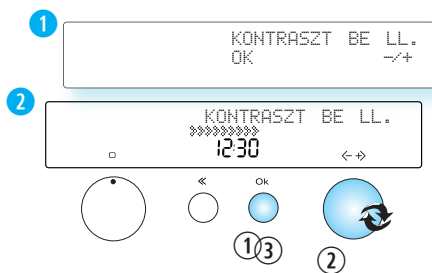 1
KONTRASZT BE LL.
OK -/+
2
KONTRASZT BE LL.
»»»»»»»»»
12:30
<- +>
« Ok
1 3 2